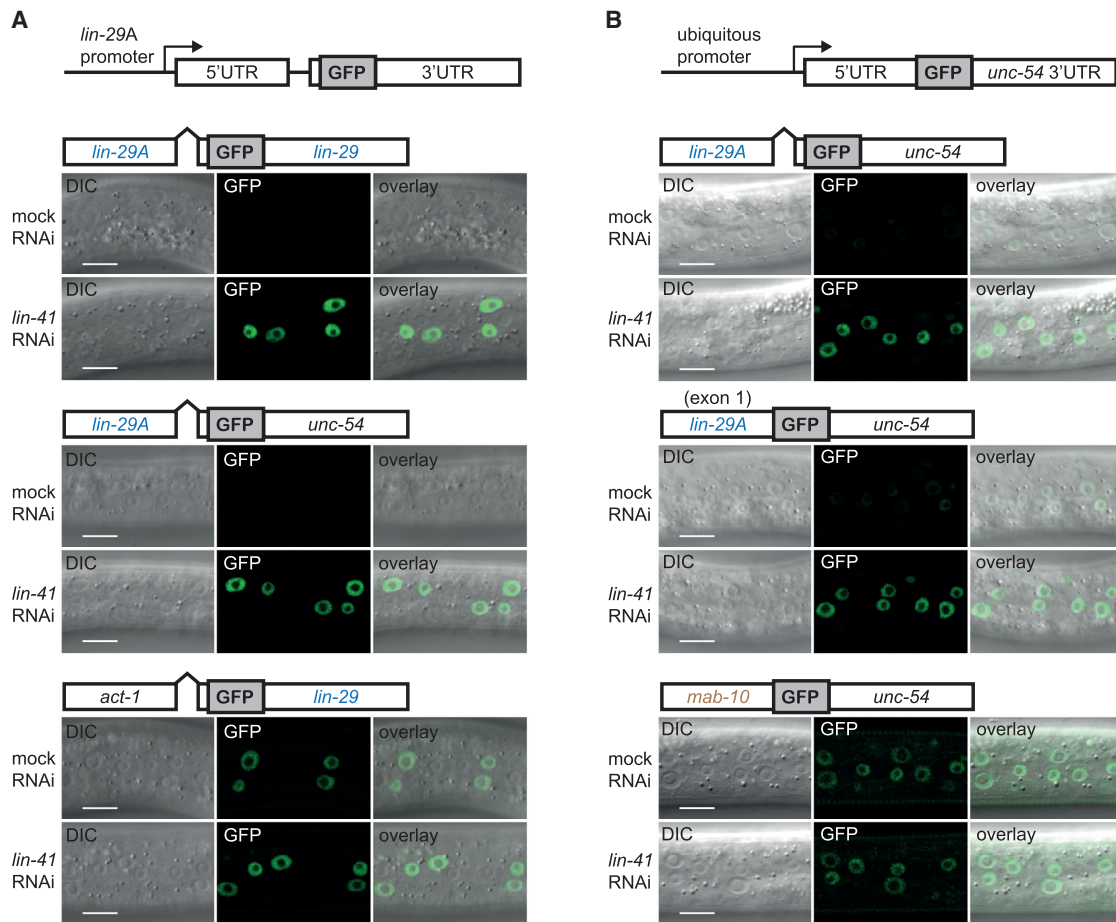 A
lin-29A
promoter
5'UTR
GFP
3'UTR
lin-29A
GFP
lin-29
mock
RNAi
DIC
GFP
overlay
lin-41
RNAi
DIC
GFP
overlay
lin-29A
GFP
unc-54
mock
RNAi
DIC
GFP
overlay
lin-41
RNAi
DIC
GFP
overlay
act-1
GFP
lin-29
mock
RNAi
DIC
GFP
overlay
lin-41
RNAi
DIC
GFP
overlay
B
ubiquitous
promoter
5'UTR
GFP
unc-54 3'UTR
lin-29A
GFP
unc-54
mock
RNAi
DIC
GFP
overlay
lin-41
RNAi
DIC
GFP
overlay
(exon 1)
lin-29A
GFP
unc-54
mock
RNAi
DIC
GFP
overlay
lin-41
RNAi
DIC
GFP
overlay
mab-10
GFP
unc-54
mock
RNAi
DIC
GFP
overlay
lin-41
RNAi
DIC
GFP
overlay